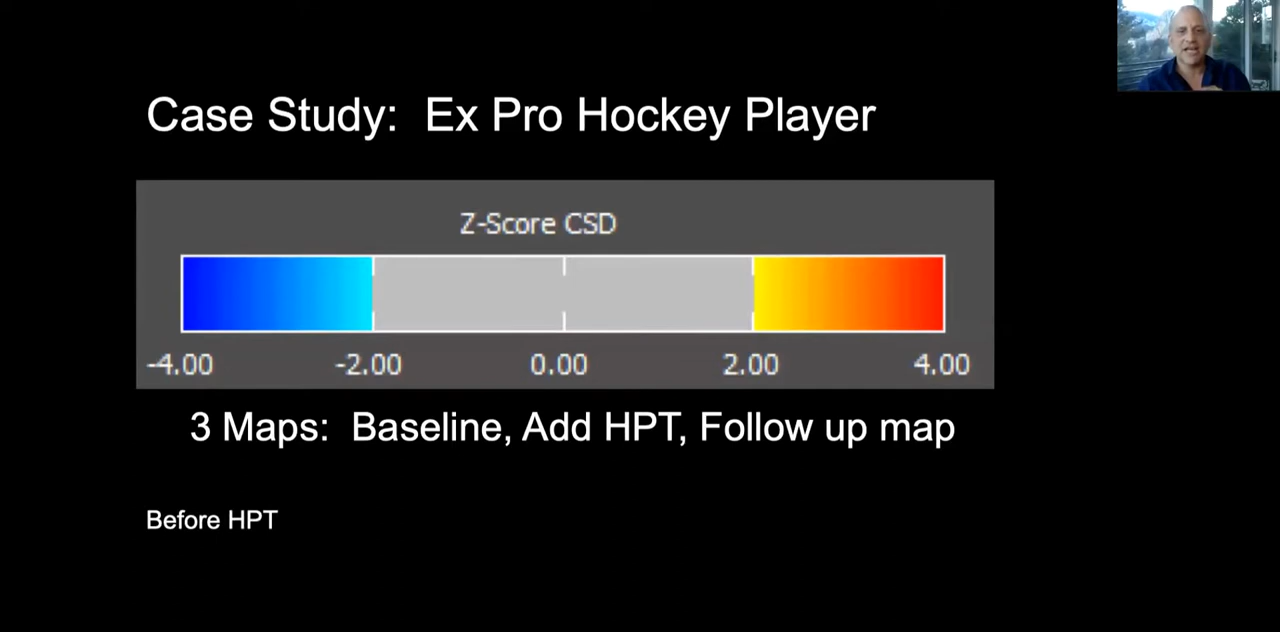 Case Study: Ex Pro Hockey Player
Z-Score CSD
-4.00 -2.00 0.00 2.00 4.00
3 Maps: Baseline, Add HPT, Follow up map
Before HPT